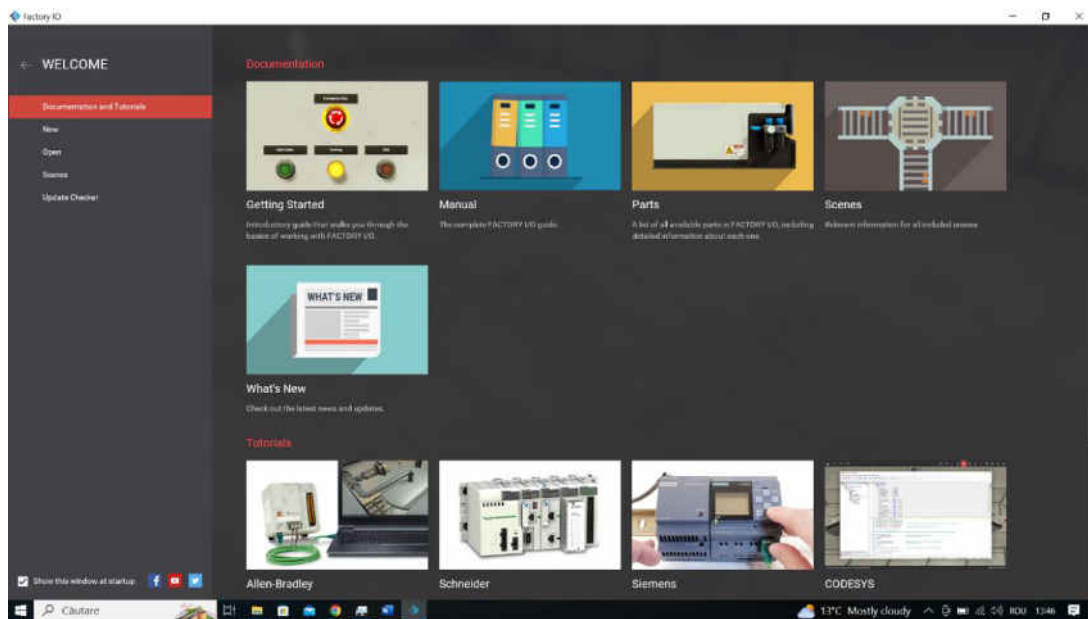 Factory IO
WELCOME
Documentation and Tutorials
New
Open
Scenes
Update Checker
Documentation
Getting Started
Introductory guide that walks you through the
basics of working with FACTORY I/O.
Manual
The complete FACTORY I/O guide.
Parts
A list of all available parts in FACTORY I/O, including
detailed information about each one.
Scenes
Relevant information for all included scenes.
WHAT'S NEW
What's New
Check out the latest news and updates.
Tutorials
Allen-Bradley
Schneider
Siemens
CODESYS
Show this window at startup
Căutare
13°C Mostly cloudy
ROU
13:46